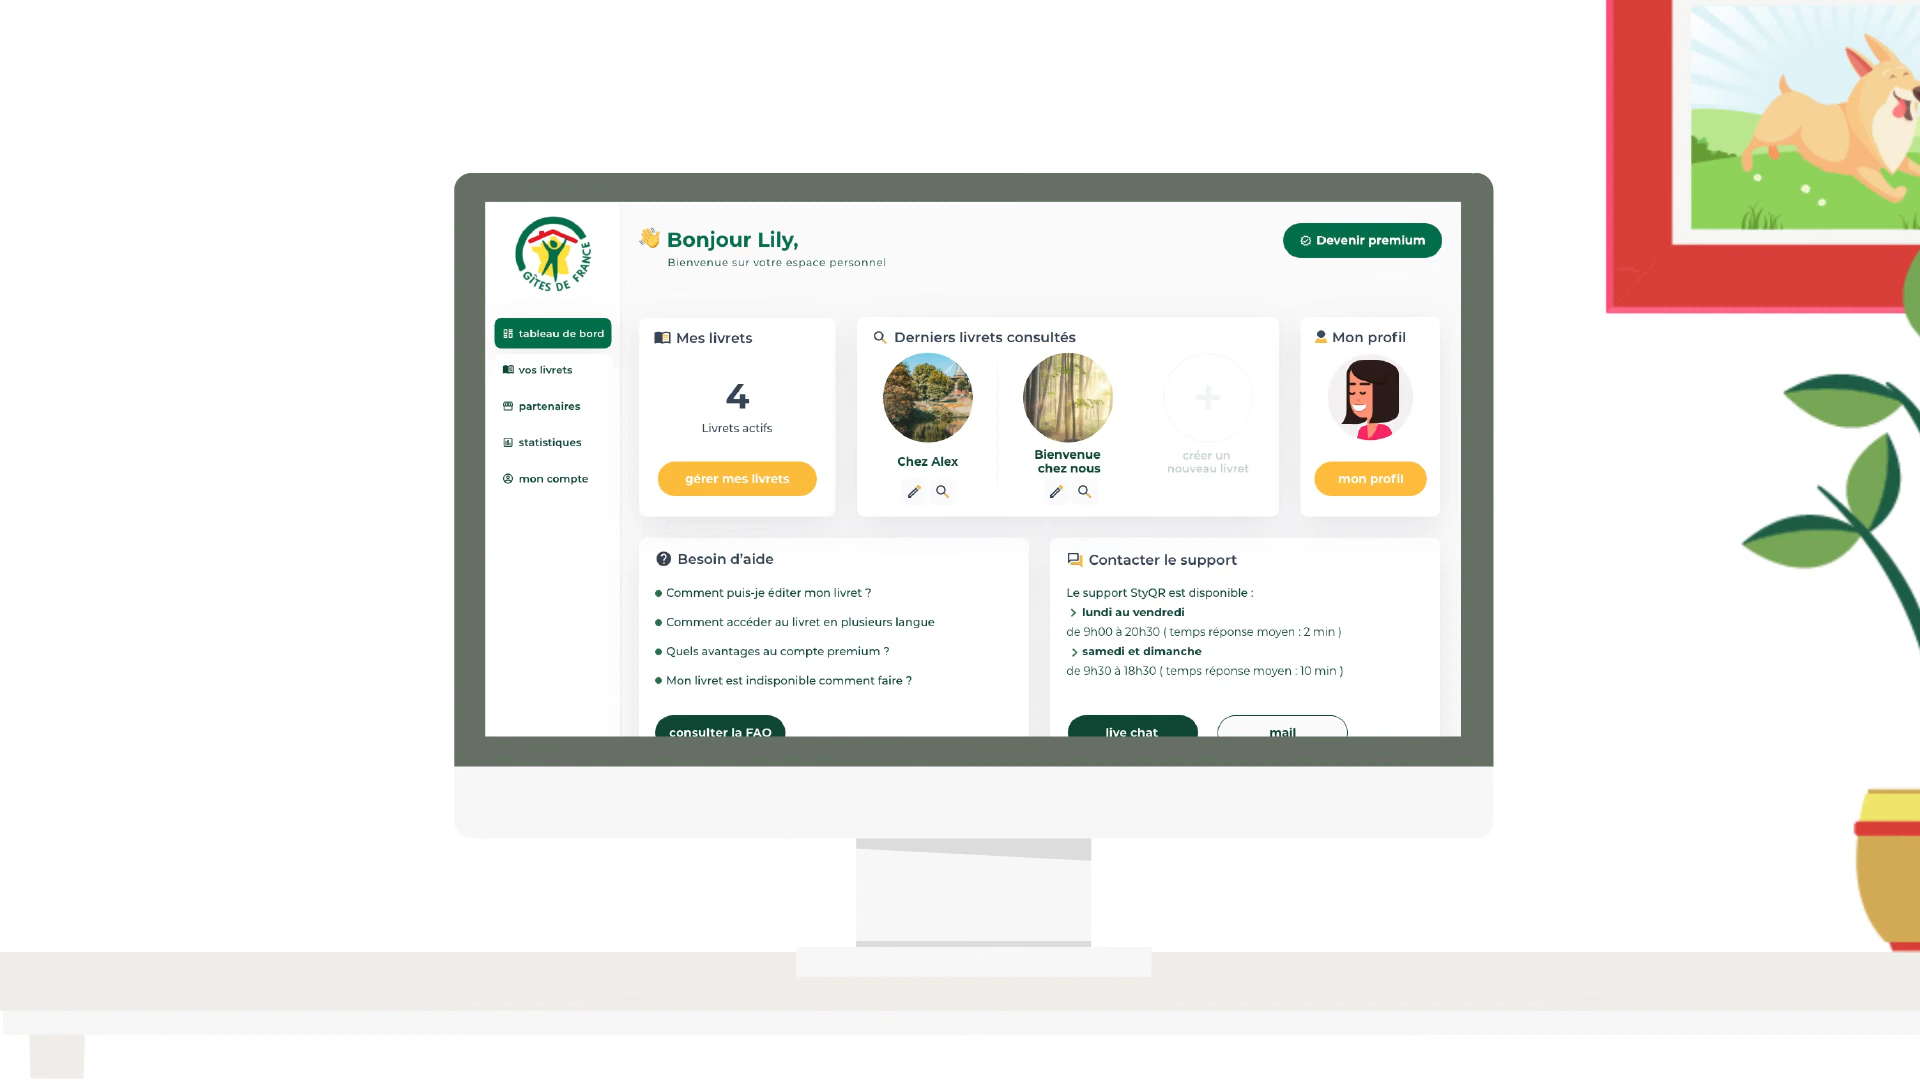 GÎTES DE FRANCE
👋 Bonjour Lily,
Bienvenue sur votre espace personnel
Devenir premium
tableau de bord
vos livrets
partenaires
statistiques
mon compte
Mes livrets
4
Livrets actifs
gérer mes livrets
Derniers livrets consultés
Chez Alex
Bienvenue
chez nous
créer un
nouveau livret
Mon profil
mon profil
Besoin d'aide
Comment puis-je éditer mon livret ?
Comment accéder au livret en plusieurs langue
Quels avantages au compte premium ?
Mon livret est indisponible comment faire ?
consulter la FAQ
Contacter le support
Le support StyQR est disponible :
lundi au vendredi
de 9h00 à 20h30 ( temps réponse moyen : 2 min )
samedi et dimanche
de 9h30 à 18h30 ( temps réponse moyen : 10 min )
live chat
mail